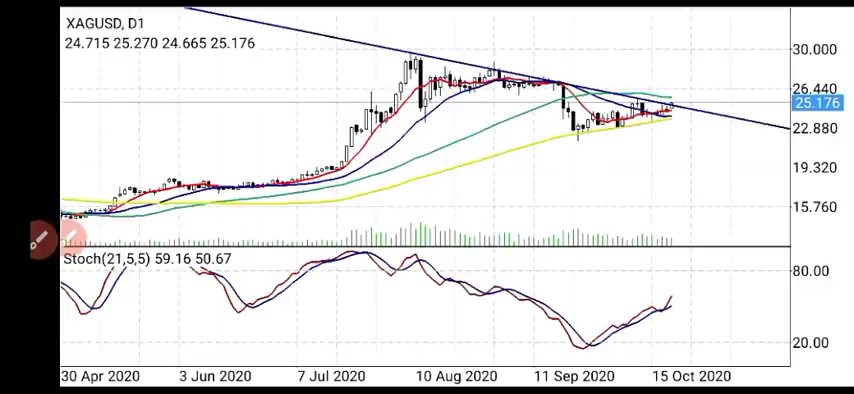 XAGUSD, D1
24.715 25.270 24.665 25.176
30.000
26.440
25.176
22.880
19.320
15.760
Stoch(21,5,5) 59.16 50.67
80.00
20.00
30 Apr 2020 3 Jun 2020 7 Jul 2020 10 Aug 2020 11 Sep 2020 15 Oct 2020